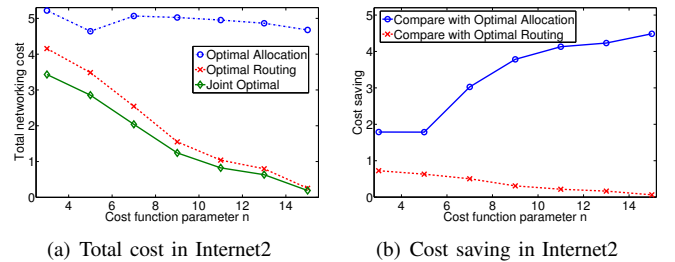 Total networking cost
5
4
3
2
1
0
4 6 8 10 12 14
Cost function parameter n
Optimal Allocation
Optimal Routing
Joint Optimal
(a) Total cost in Internet2
Cost saving
5
4
3
2
1
0
4 6 8 10 12 14
Cost function parameter n
Compare with Optimal Allocation
Compare with Optimal Routing
(b) Cost saving in Internet2